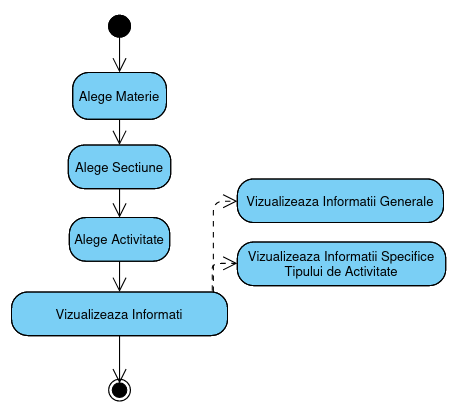 Alege Materie
Alege Sectiune
Alege Activitate
Vizualizeaza Informati
Vizualizeaza Informatii Generale
Vizualizeaza Informatii Specifice
Tipului de Activitate